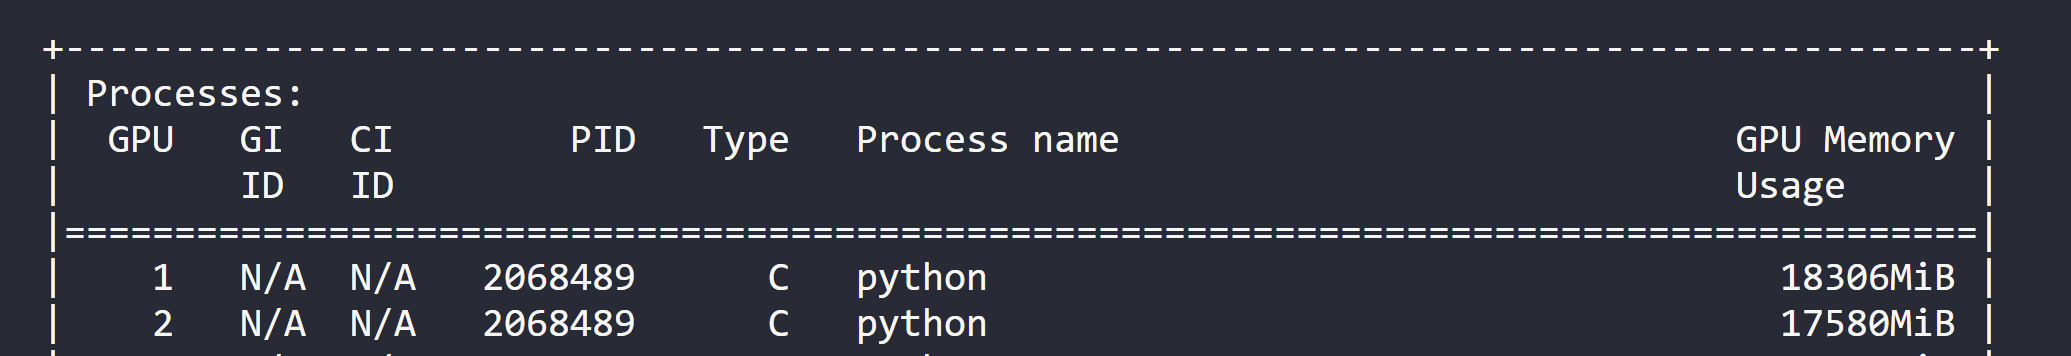 +---------------------------------------------------------------------------------------+
| Processes:                                                                            |
|  GPU   GI   CI        PID   Type   Process name                            GPU Memory |
|        ID   ID                                                             Usage      |
|=======================================================================================|
|    1   N/A  N/A   2068489      C   python                                    18306MiB |
|    2   N/A  N/A   2068489      C   python                                    17580MiB |